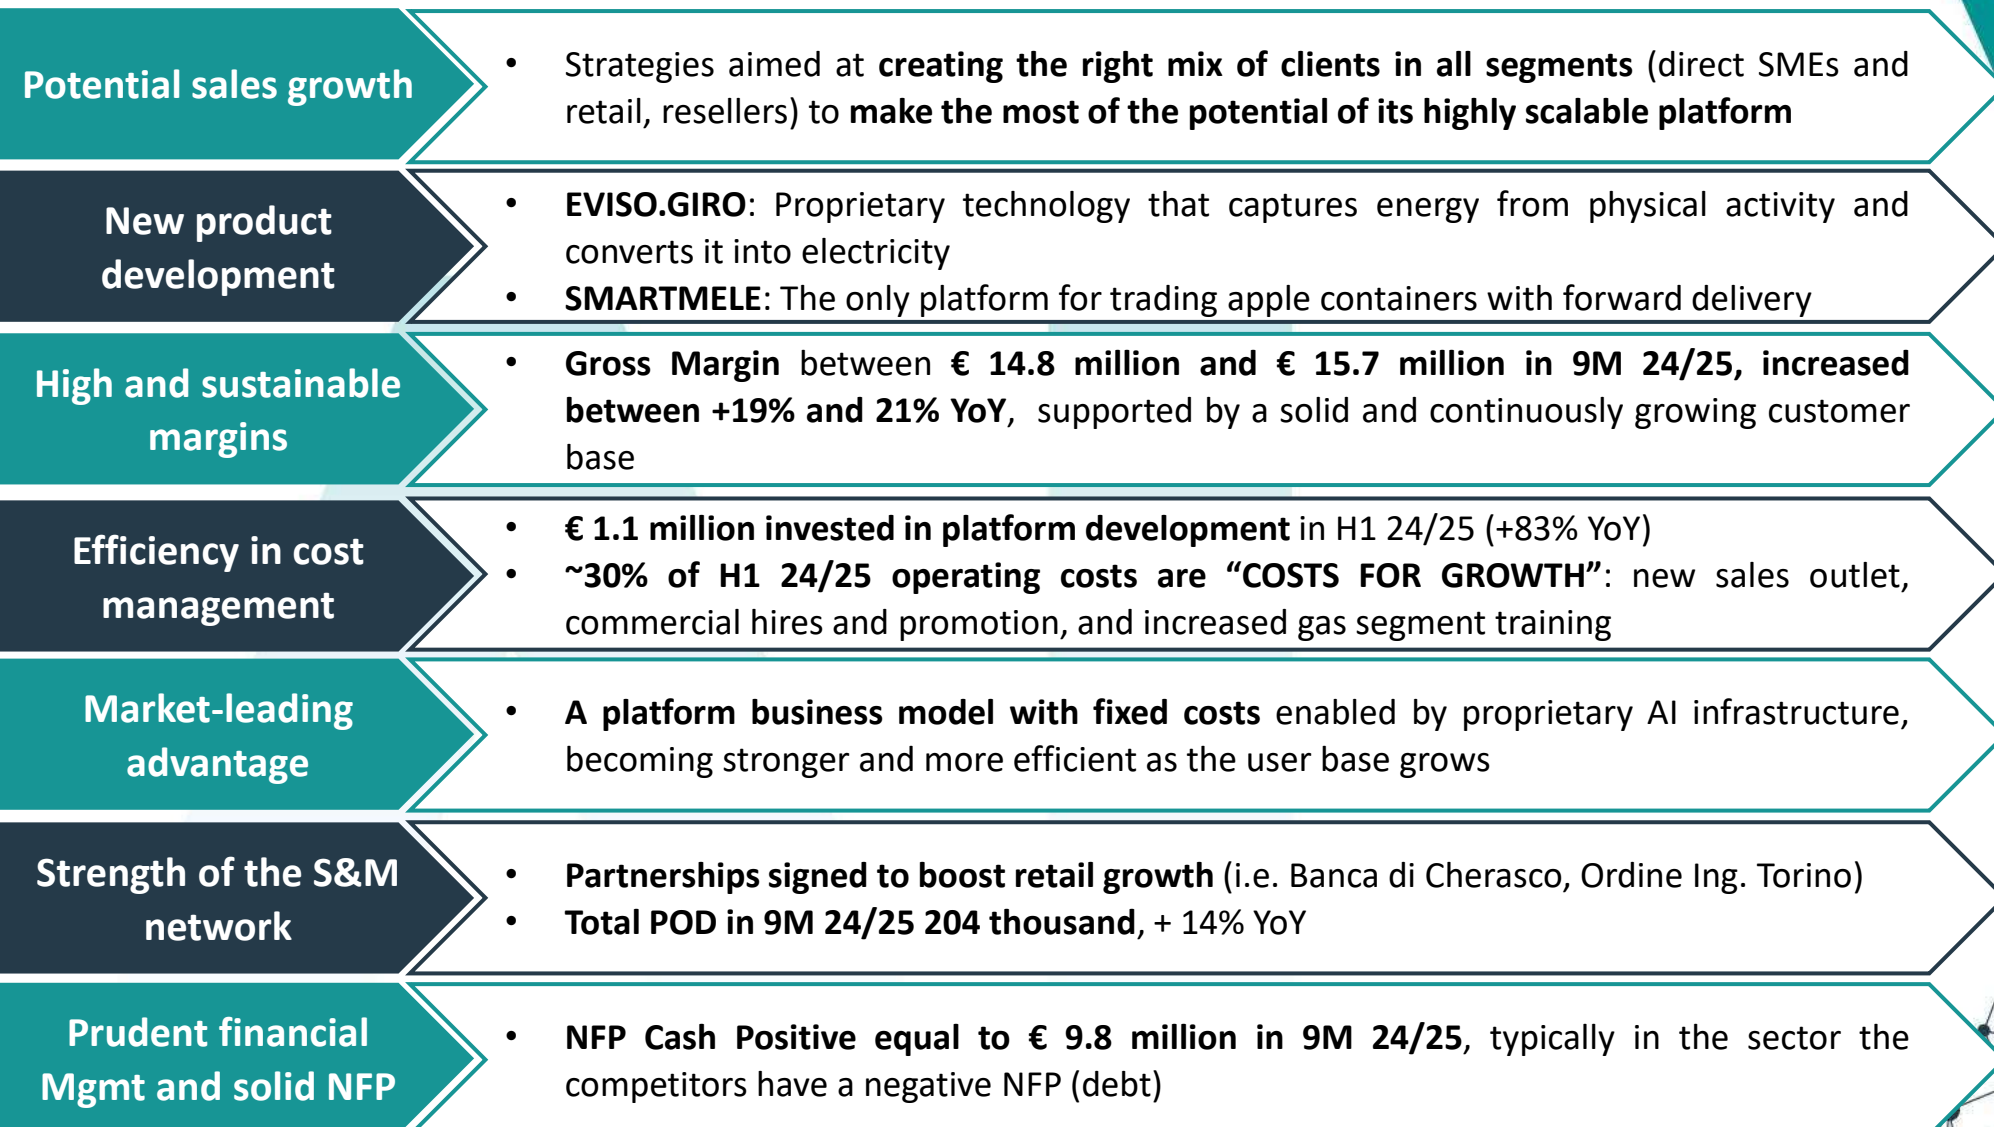 Potential sales growth
• Strategies aimed at creating the right mix of clients in all segments (direct SMEs and
retail, resellers) to make the most of the potential of its highly scalable platform
New product
development
• EVISO.GIRO: Proprietary technology that captures energy from physical activity and
converts it into electricity
• SMARTMELE: The only platform for trading apple containers with forward delivery
High and sustainable
margins
• Gross Margin between € 14.8 million and € 15.7 million in 9M 24/25, increased
between +19% and 21% YoY, supported by a solid and continuously growing customer
base
Efficiency in cost
management
• € 1.1 million invested in platform development in H1 24/25 (+83% YoY)
• ~30% of H1 24/25 operating costs are “COSTS FOR GROWTH”: new sales outlet,
commercial hires and promotion, and increased gas segment training
Market-leading
advantage
• A platform business model with fixed costs enabled by proprietary AI infrastructure,
becoming stronger and more efficient as the user base grows
Strength of the S&M
network
• Partnerships signed to boost retail growth (i.e. Banca di Cherasco, Ordine Ing. Torino)
• Total POD in 9M 24/25 204 thousand, + 14% YoY
Prudent financial
Mgmt and solid NFP
• NFP Cash Positive equal to € 9.8 million in 9M 24/25, typically in the sector the
competitors have a negative NFP (debt)